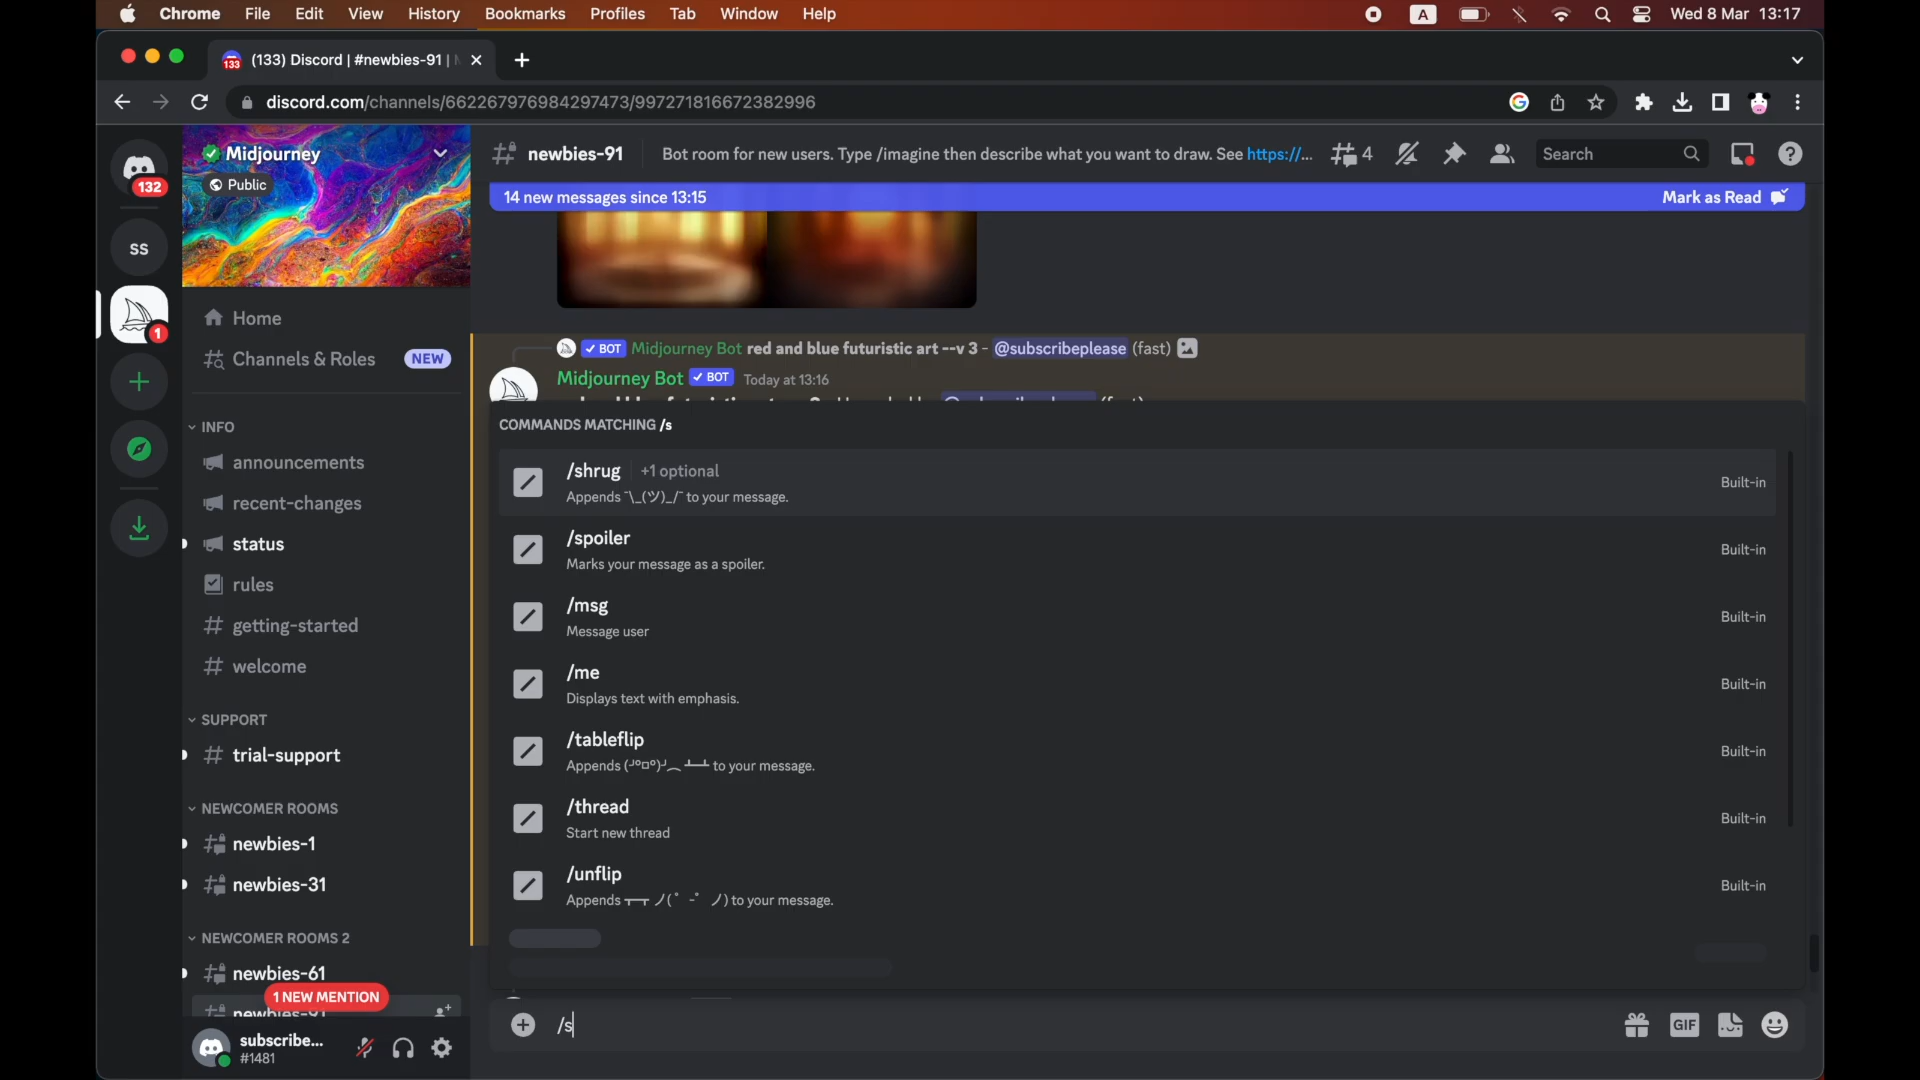 Chrome File Edit View History Bookmarks Profiles Tab Window Help A Wed 8 Mar 13:17
133 (133) Discord | #newbies-91 |
discord.com/channels/662267976984297473/997271816672382996
132
SS
1
Midjourney
Public
Home
Channels & Roles NEW
INFO
announcements
recent-changes
status
rules
getting-started
welcome
SUPPORT
trial-support
NEWCOMER ROOMS
newbies-1
newbies-31
NEWCOMER ROOMS 2
newbies-61
newbies-91
1 NEW MENTION
subscribe...
#1481
newbies-91 Bot room for new users. Type /imagine then describe what you want to draw. See https://... 4 Search
14 new messages since 13:15 Mark as Read
BOT Midjourney Bot red and blue futuristic art --v 3 - @subscribeplease (fast)
Midjourney Bot BOT Today at 13:16
COMMANDS MATCHING /s
/shrug +1 optional
Appends ¯\_(ツ)_/¯ to your message. Built-in
/spoiler
Marks your message as a spoiler. Built-in
/msg
Message user Built-in
/me
Displays text with emphasis. Built-in
/tableflip
Appends (╯°□°)╯︵ ┻━┻ to your message. Built-in
/thread
Start new thread Built-in
/unflip
Appends ┬─┬ ノ( ゜-゜ノ) to your message. Built-in
/s GIF